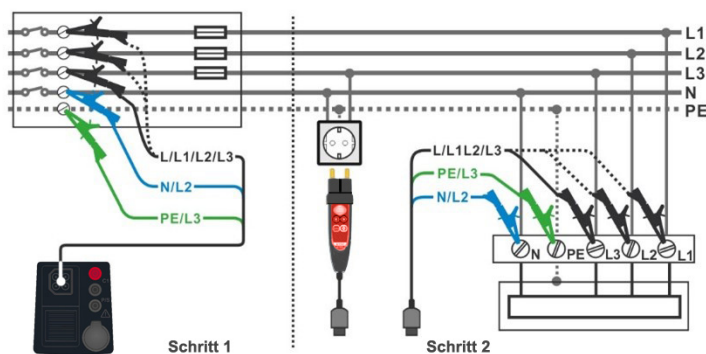 L1
L2
L3
N
PE
L/L1/L2/L3
N/L2
PE/L3
Schritt 1
L/L1L2/L3
PE/L3
N/L2
N
PE
L3
L2
L1
Schritt 2